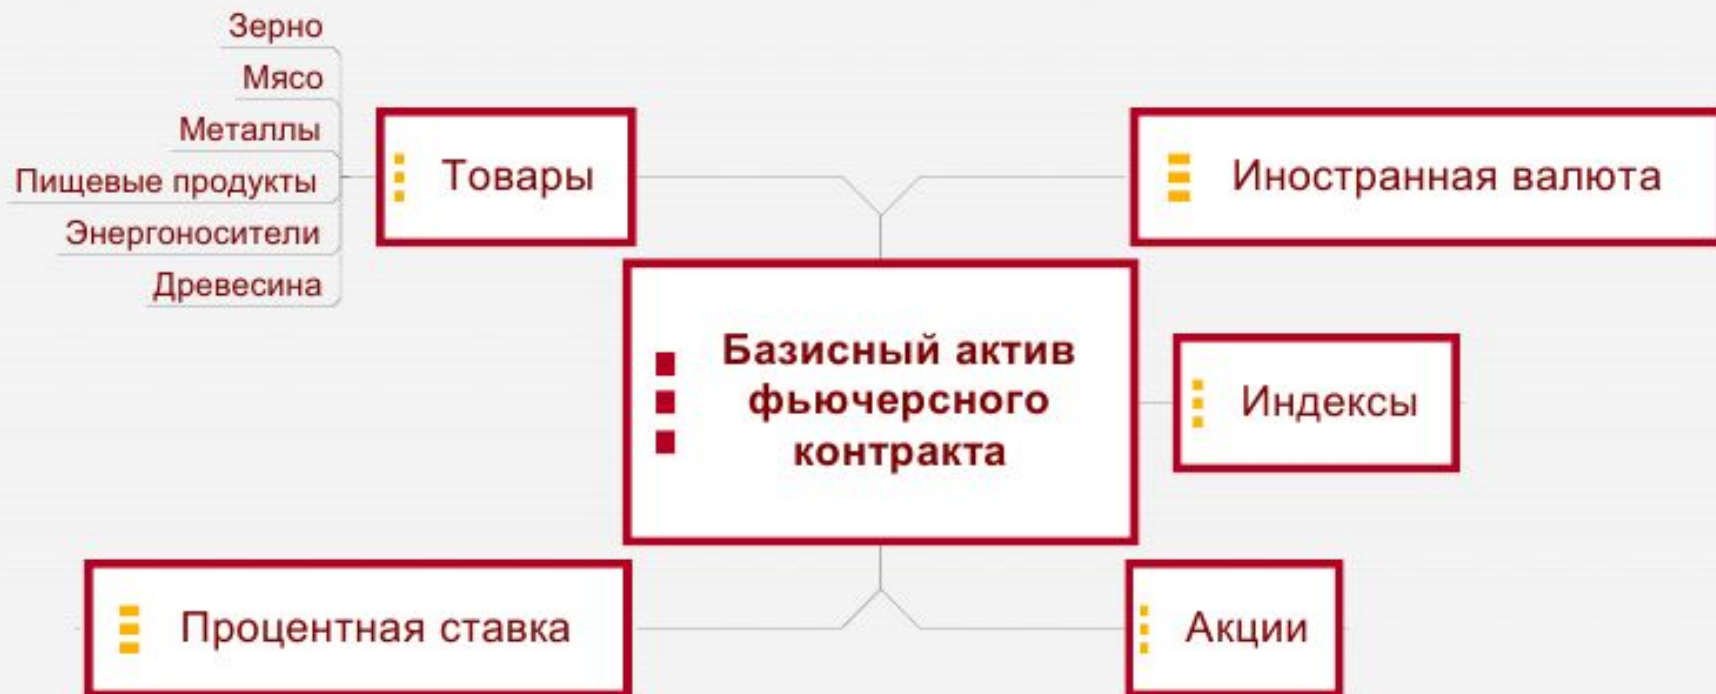 Зерно
Мясо
Металлы
Пищевые продукты
Энергоносители
Древесина
Товары
Иностранная валюта
Базисный актив
фьючерсного
контракта
Индексы
Процентная ставка
Акции